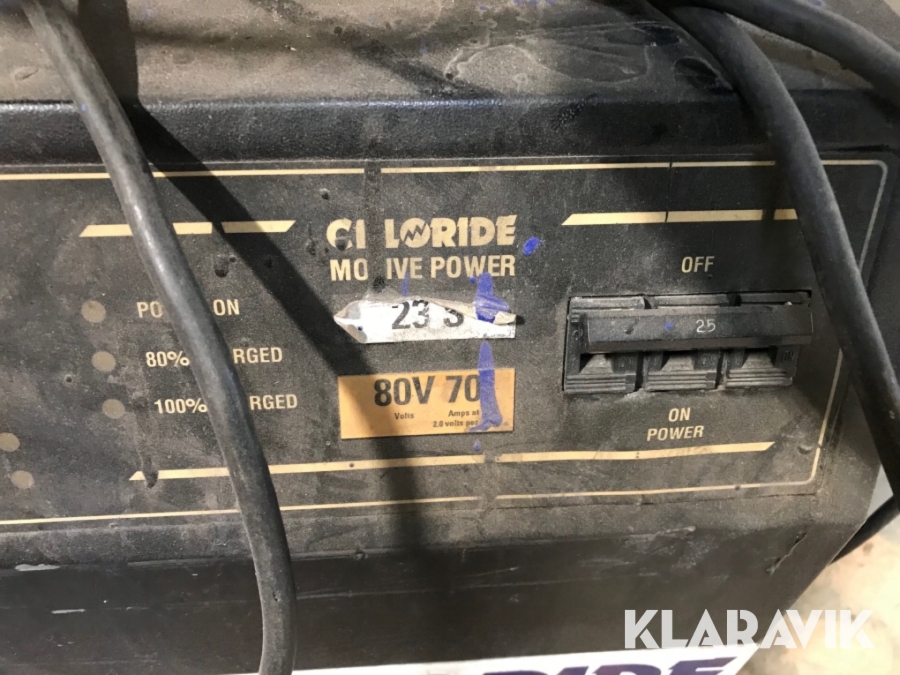 CHLORIDE
MOTIVE POWER
OFF
POWER ON
23 S
25
80% CHARGED
80V 70
100% CHARGED
Volts Amps at
2.0 volts per
ON
POWER
KLARAVIK
RIDE